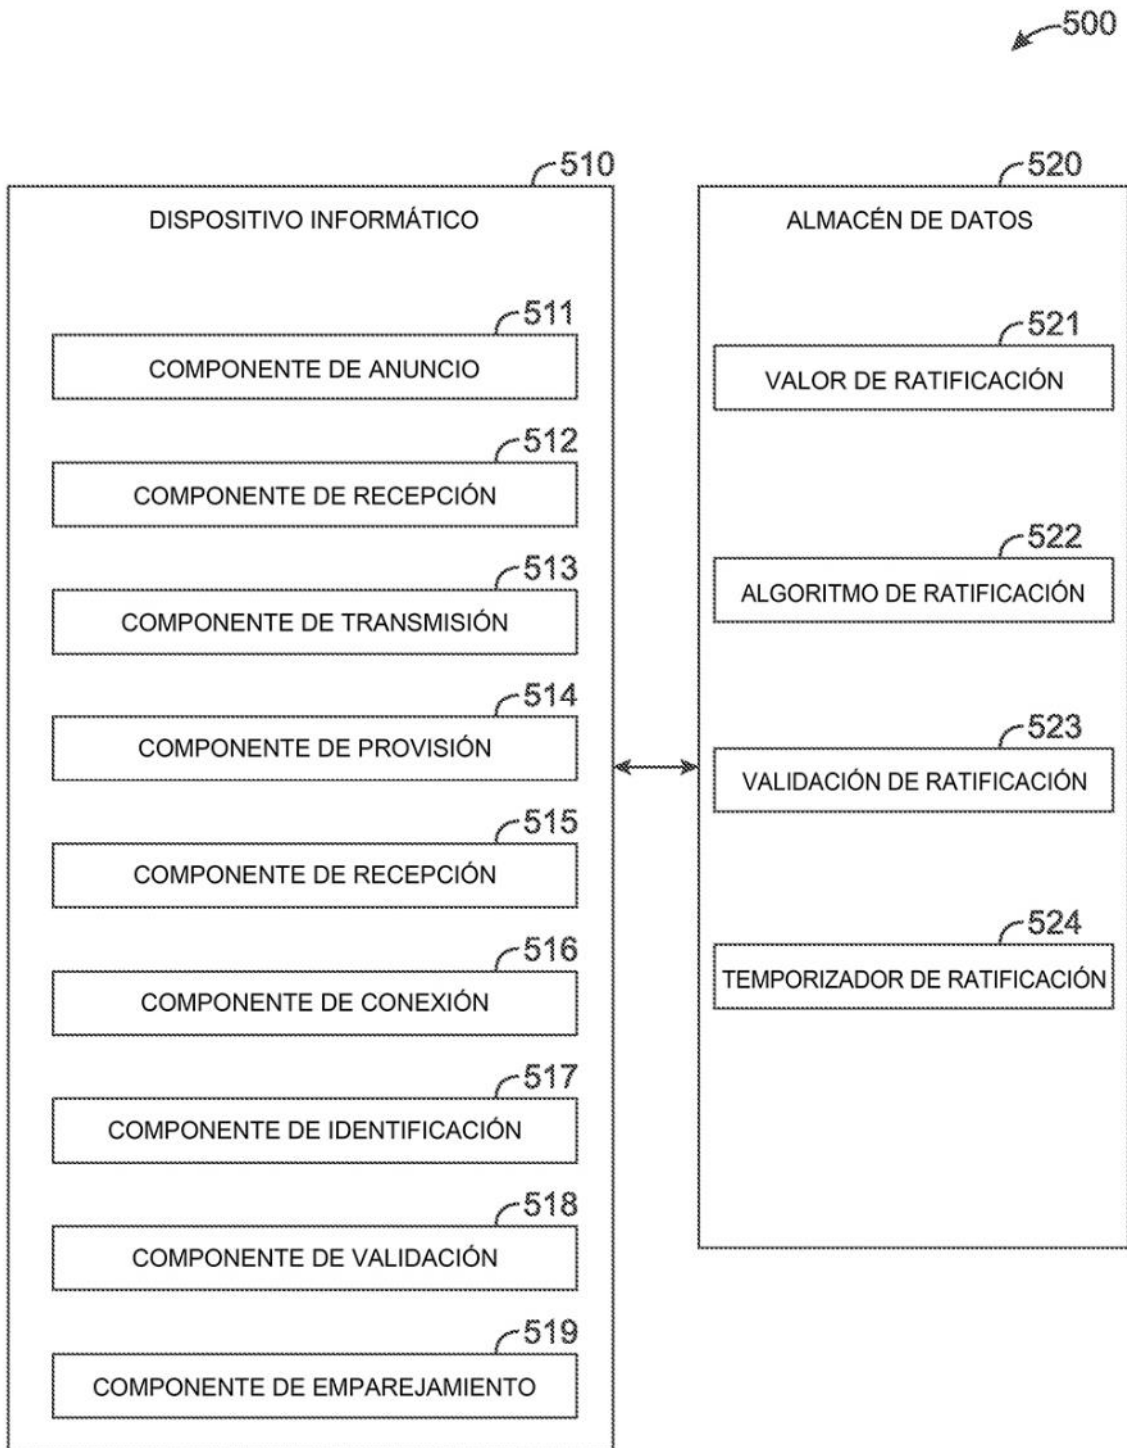 500
510
DISPOSITIVO INFORMÁTICO
511
COMPONENTE DE ANUNCIO
512
COMPONENTE DE RECEPCIÓN
513
COMPONENTE DE TRANSMISIÓN
514
COMPONENTE DE PROVISIÓN
515
COMPONENTE DE RECEPCIÓN
516
COMPONENTE DE CONEXIÓN
517
COMPONENTE DE IDENTIFICACIÓN
518
COMPONENTE DE VALIDACIÓN
519
COMPONENTE DE EMPAREJAMIENTO
520
ALMACÉN DE DATOS
521
VALOR DE RATIFICACIÓN
522
ALGORITMO DE RATIFICACIÓN
523
VALIDACIÓN DE RATIFICACIÓN
524
TEMPORIZADOR DE RATIFICACIÓN